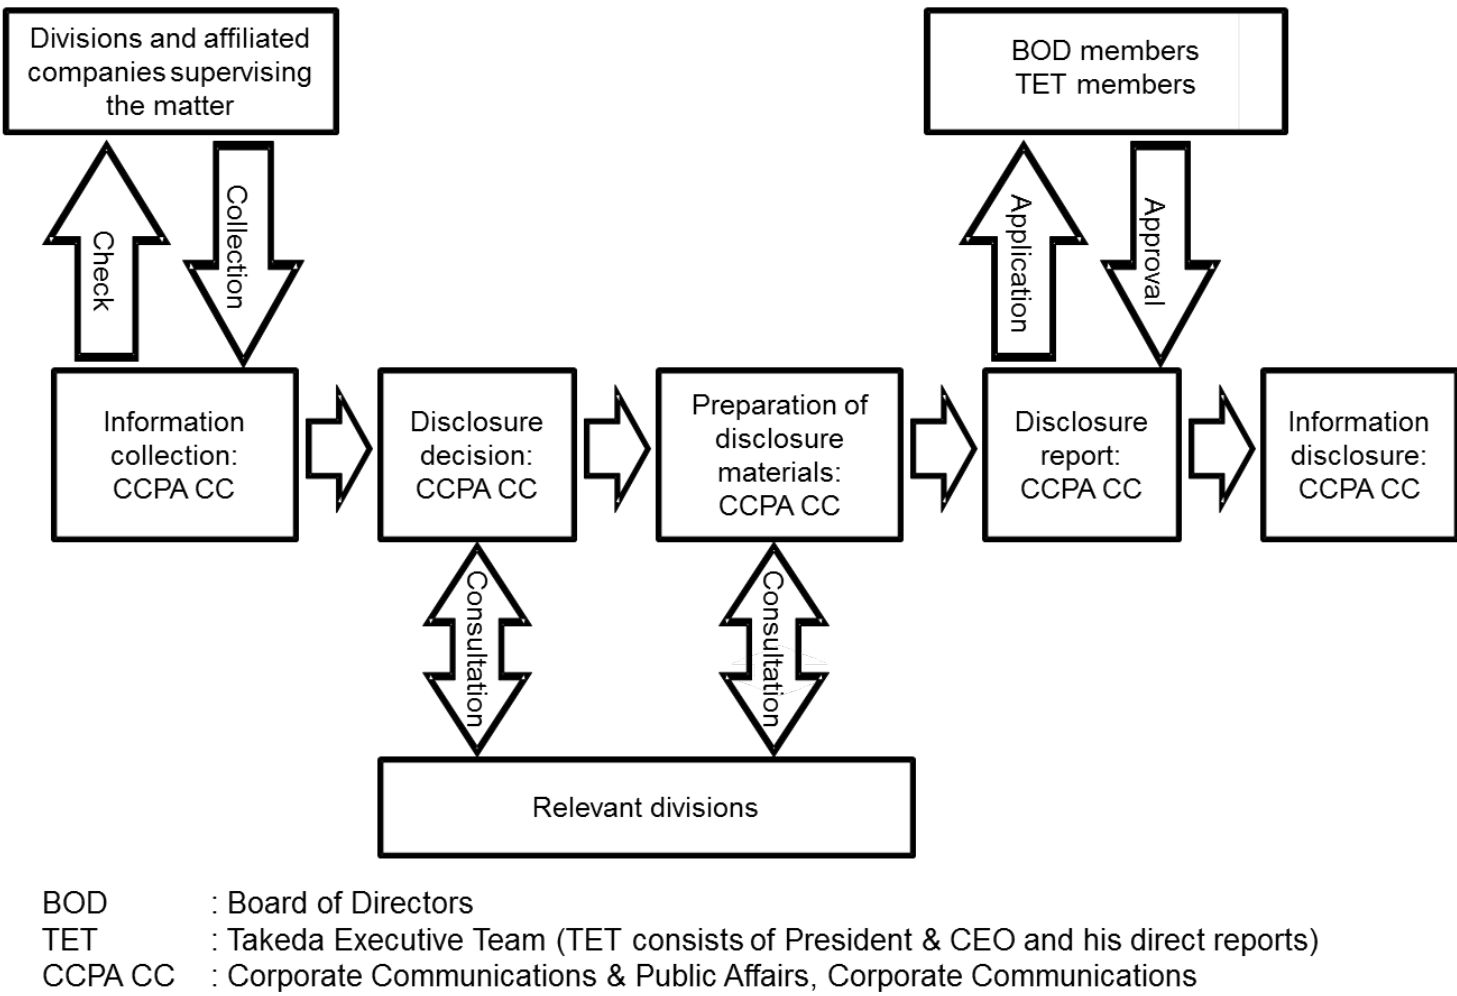 Divisions and affiliated
companies supervising
the matter
BOD members
TET members
Check
Collection
Application
Approval
Information
collection:
CCPA CC
Disclosure
decision:
CCPA CC
Preparation of
disclosure
materials:
CCPA CC
Disclosure
report:
CCPA CC
Information
disclosure:
CCPA CC
Consultation
Consultation
Relevant divisions
BOD : Board of Directors
TET : Takeda Executive Team (TET consists of President & CEO and his direct reports)
CCPA CC : Corporate Communications & Public Affairs, Corporate Communications